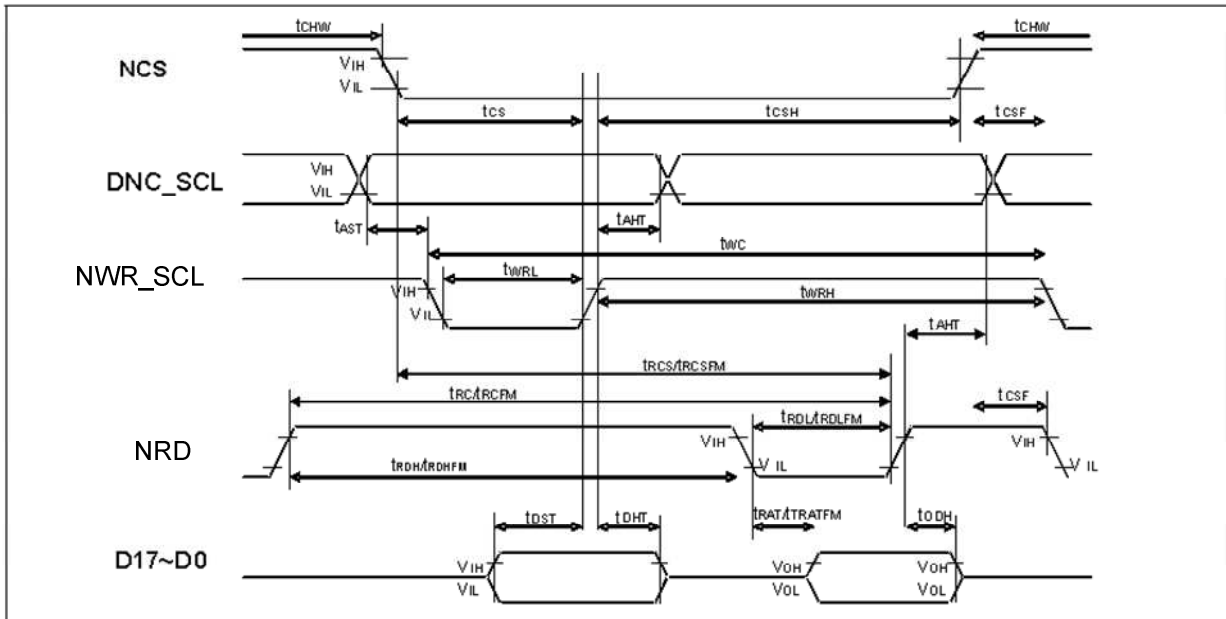 tCHW tCHW
NCS
VIH
VIL
tCS tCSH tCSF
DNC_SCL
VIH
VIL
tAST tAHT
tWC
NWR_SCL
tWRL
VIH
VIL
tWRH
tAHT
tRCS/tRCSFM
tRC/tRCFM
tCSF
tRDL/tRDLFM
NRD
VIH VIL VIH VIL
tRDH/tRDHFM
tDST tDHT tRAT/tTRATFM tODH
D17~D0
VIH VOH VOH
VIL VOL VOL